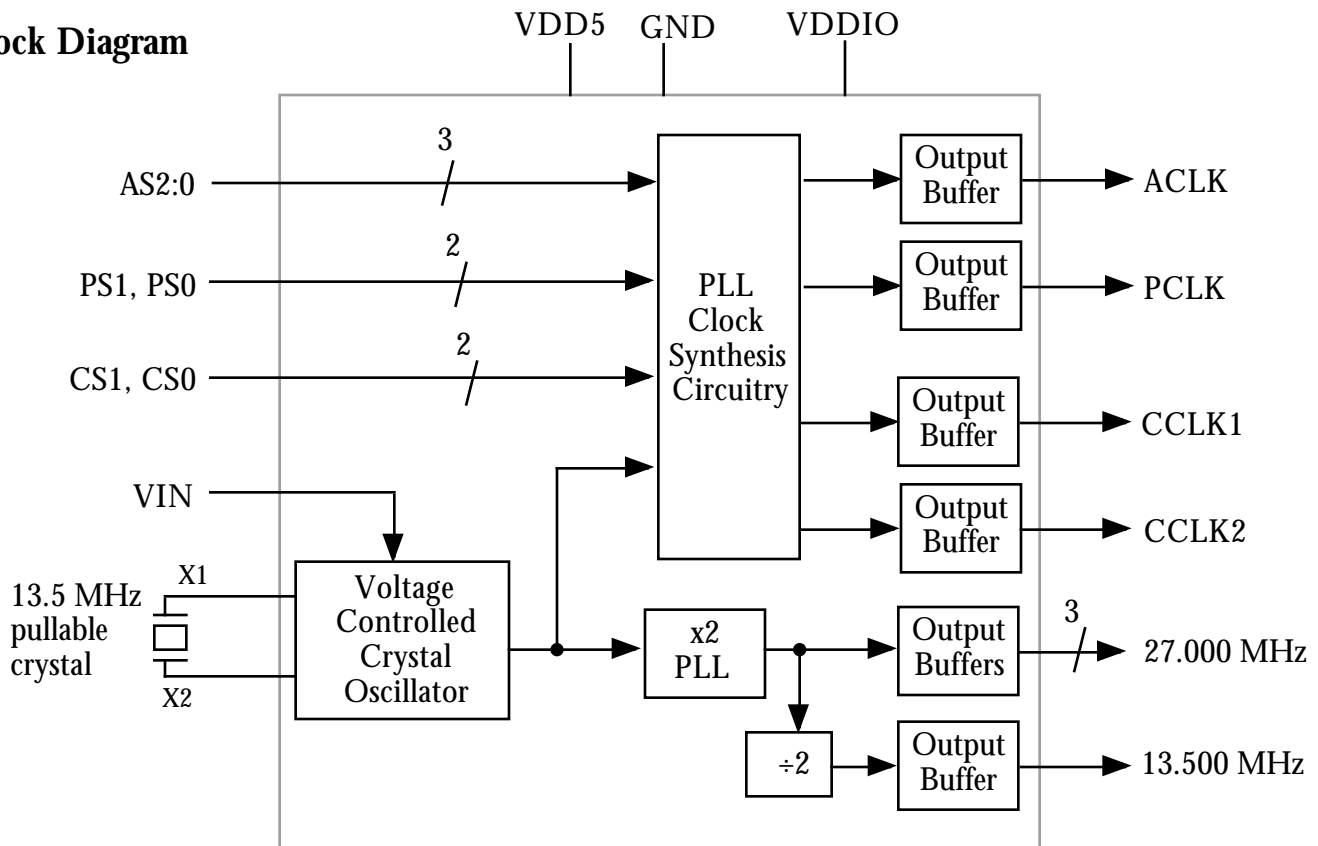 ock Diagram
VDD5
GND
VDDIO
AS2:0
3
PS1, PS0
2
CS1, CS0
2
VIN
13.5 MHz
pullable
crystal
X1
X2
Voltage
Controlled
Crystal
Oscillator
PLL
Clock
Synthesis
Circuitry
x2
PLL
÷2
Output
Buffer
ACLK
Output
Buffer
PCLK
Output
Buffer
CCLK1
Output
Buffer
CCLK2
Output
Buffers
3
27.000 MHz
Output
Buffer
13.500 MHz